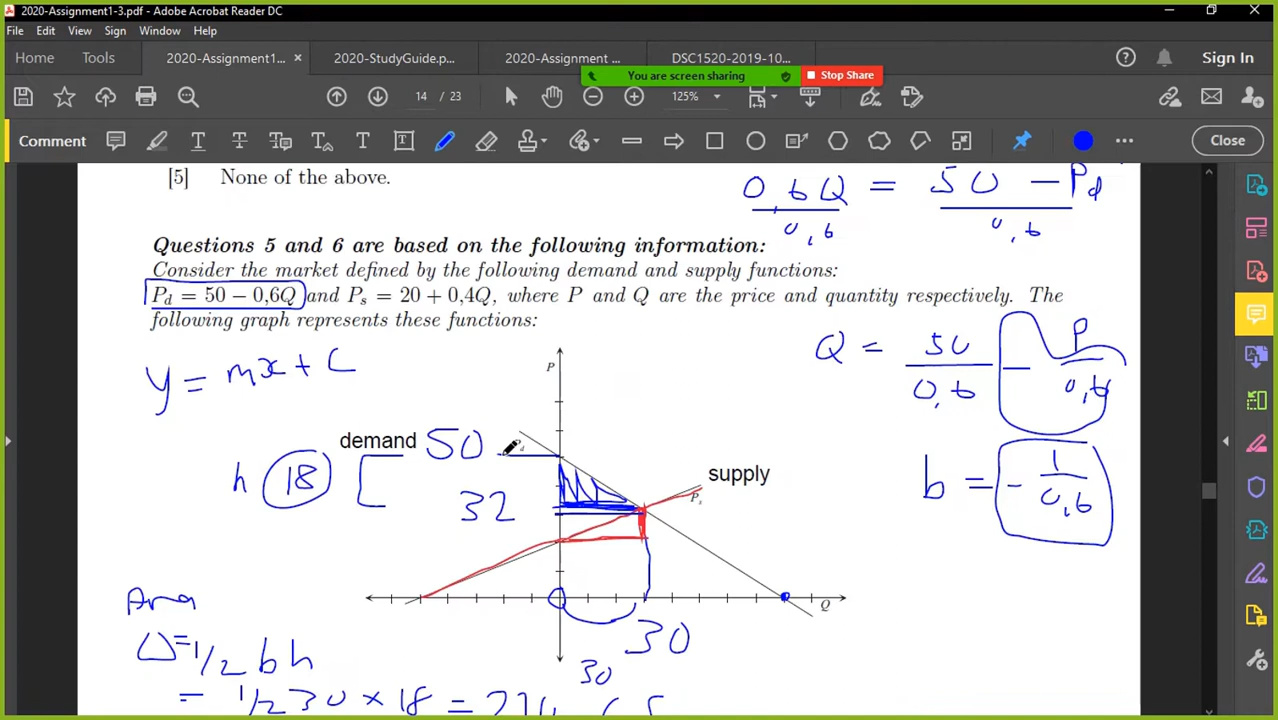 2020-Assignment1-3.pdf - Adobe Acrobat Reader DC
File Edit View Sign Window Help
Home Tools 2020-Assignment1... × 2020-StudyGuide.p... 2020-Assignment ... DSC1520-2019-10... Sign In
You are screen sharing Stop Share
14 / 23 125%
Comment T T T T Close
[5] None of the above.
0,6Q = 50 - Pd
0,6 0,6
Questions 5 and 6 are based on the following information:
Consider the market defined by the following demand and supply functions:
Pd = 50 − 0,6Q and Ps = 20 + 0,4Q, where P and Q are the price and quantity respectively. The
following graph represents these functions:
y = mx + c
P
Q = 50 - P
0,6 0,6
demand 50 Pd
supply
h 18
32 Ps
b = - 1
0,6
Area
Q
Δ = 1/2 b h
30
30
= 1/2 30 × 18 =